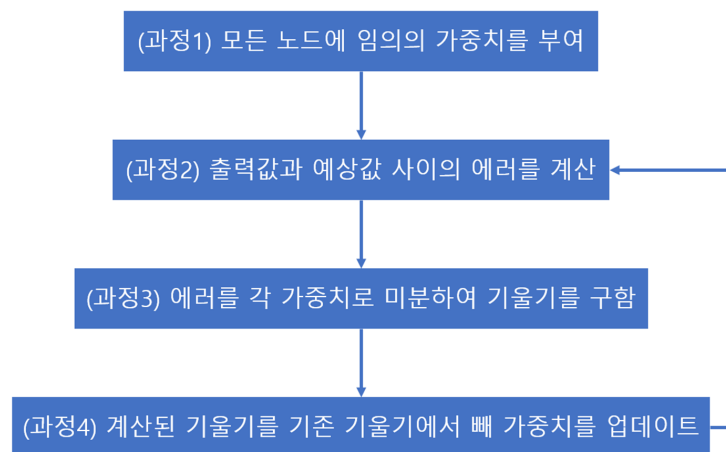 (과정1) 모든 노드에 임의의 가중치를 부여
(과정2) 출력값과 예상값 사이의 에러를 계산
(과정3) 에러를 각 가중치로 미분하여 기울기를 구함
(과정4) 계산된 기울기를 기존 기울기에서 빼 가중치를 업데이트